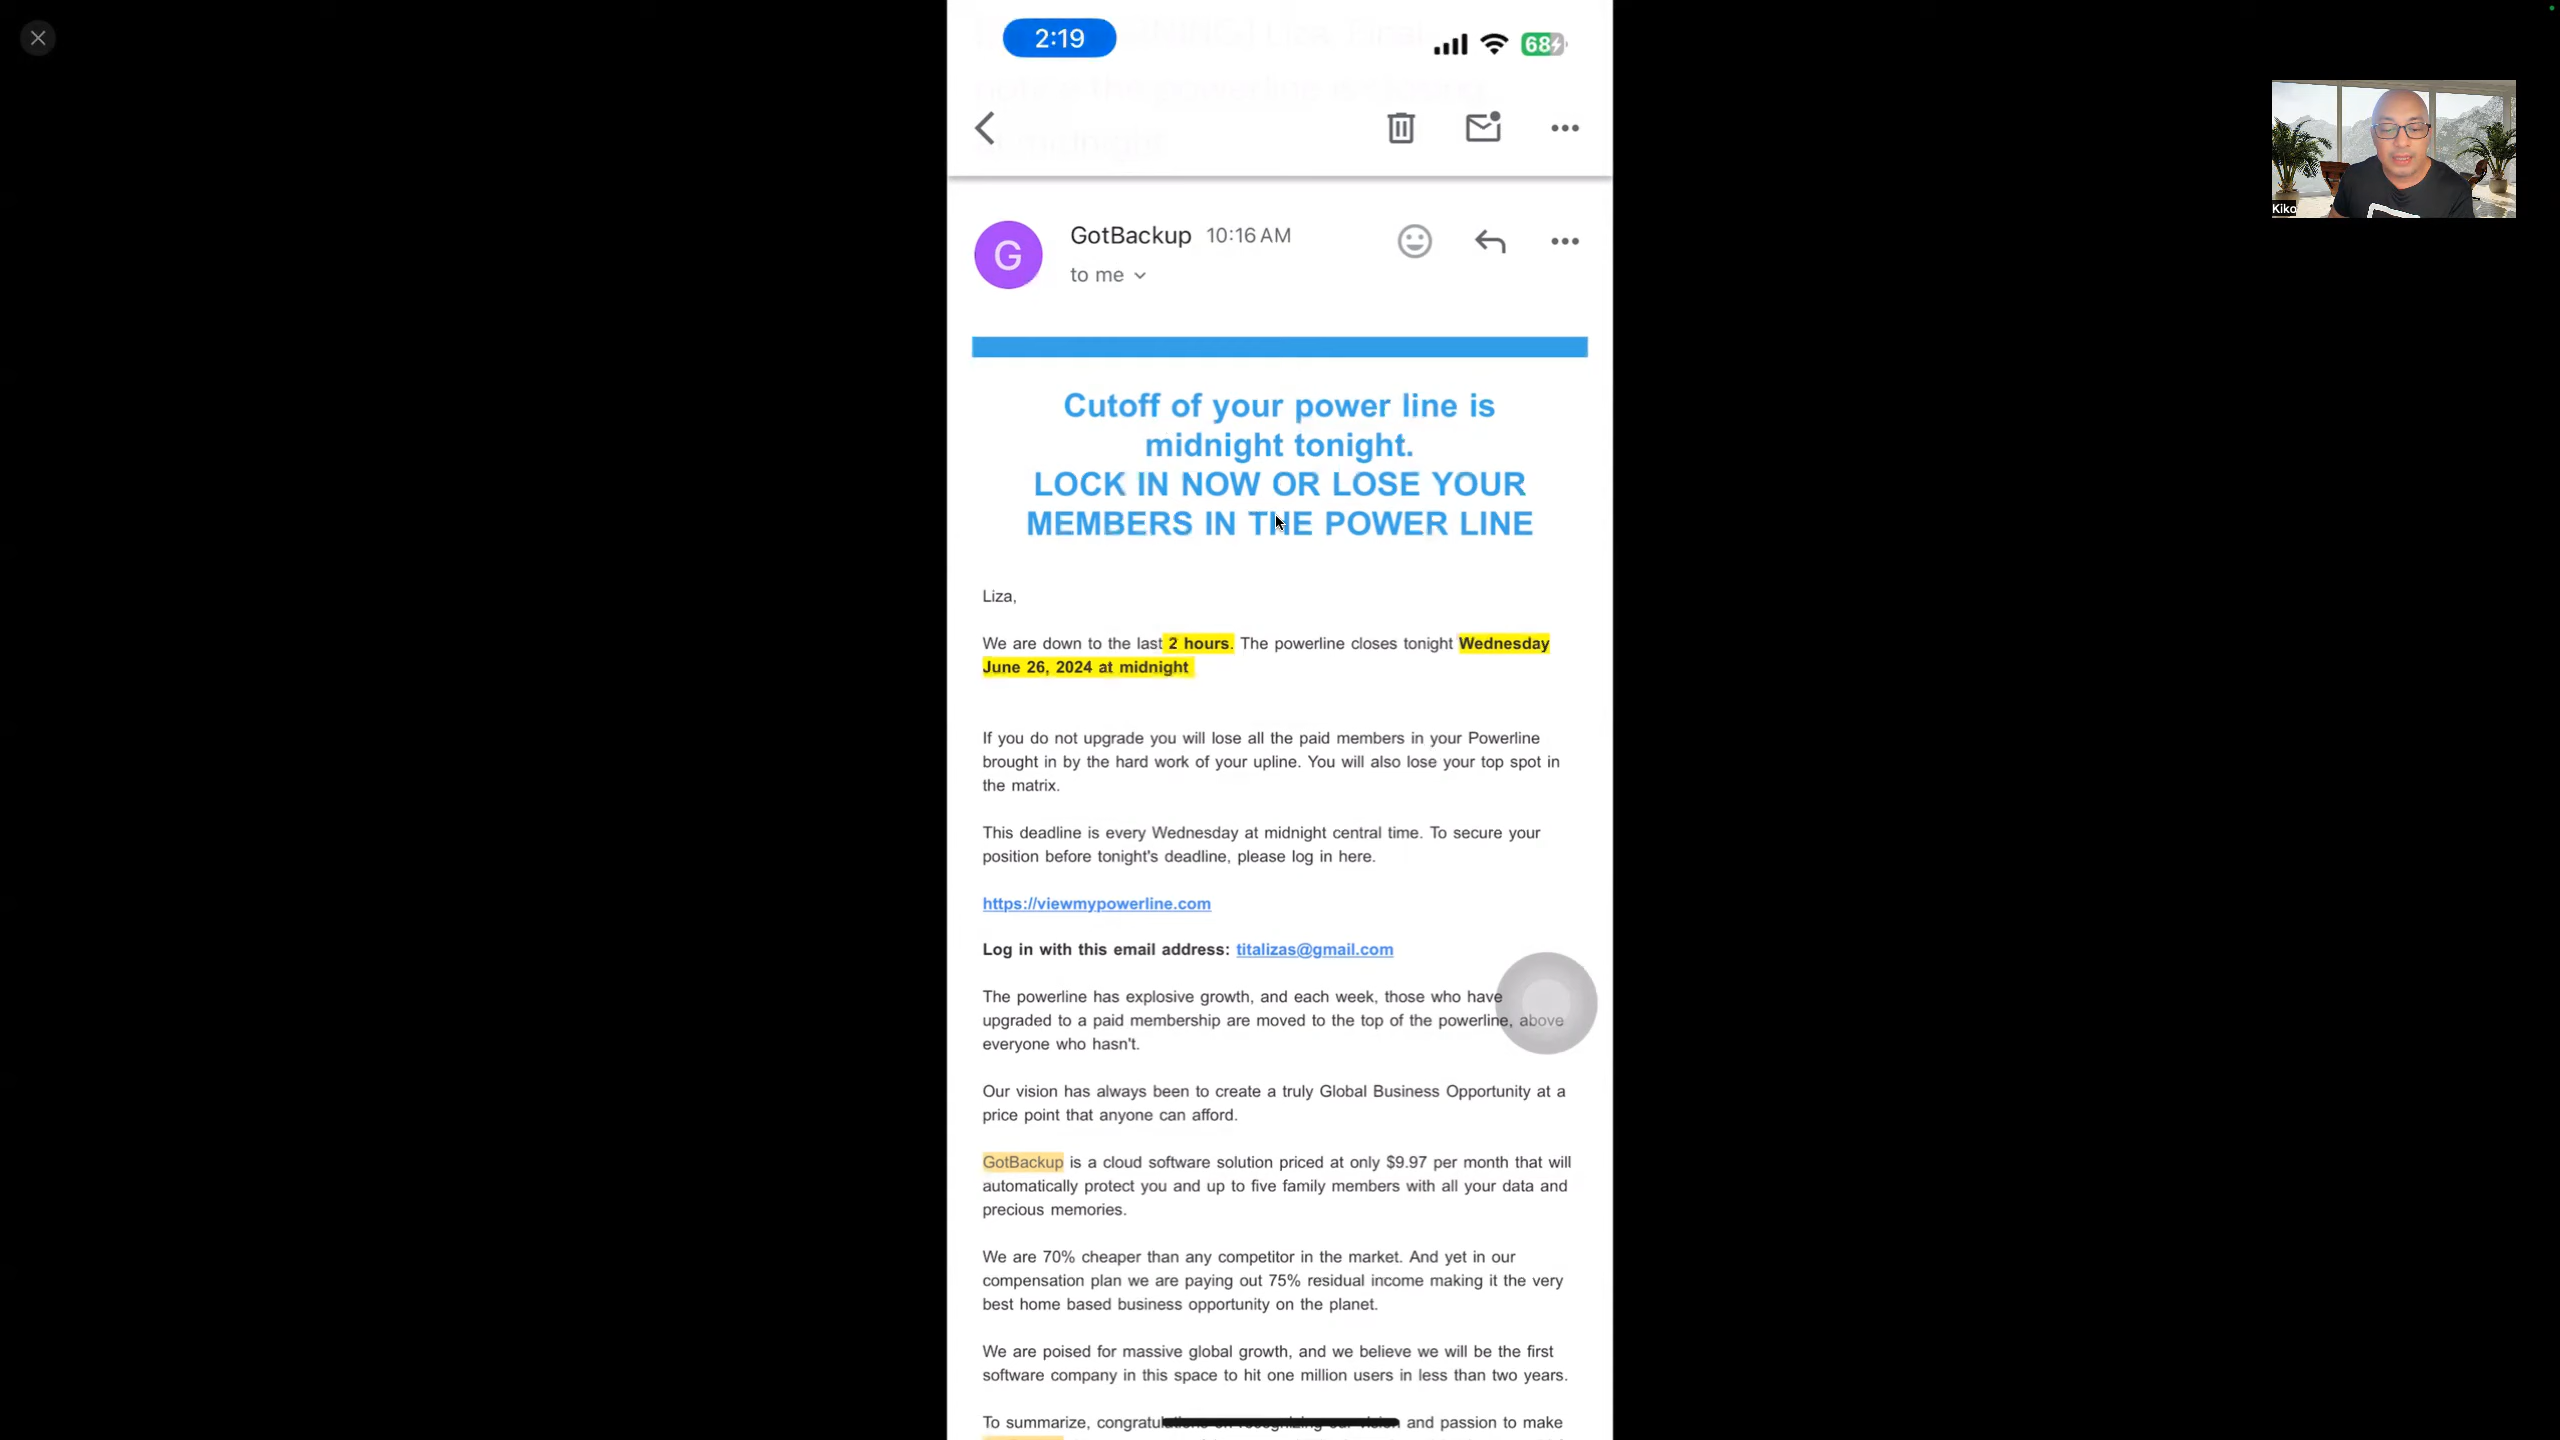 2:19
68
Kiko
GotBackup 10:16 AM
to me
G
Cutoff of your power line is
midnight tonight.
LOCK IN NOW OR LOSE YOUR
MEMBERS IN THE POWER LINE
Liza,
We are down to the last 2 hours. The powerline closes tonight Wednesday
June 26, 2024 at midnight
If you do not upgrade you will lose all the paid members in your Powerline
brought in by the hard work of your upline. You will also lose your top spot in
the matrix.
This deadline is every Wednesday at midnight central time. To secure your
position before tonight's deadline, please log in here.
https://viewmypowerline.com
Log in with this email address: titalizas@gmail.com
The powerline has explosive growth, and each week, those who have
upgraded to a paid membership are moved to the top of the powerline, above
everyone who hasn't.
Our vision has always been to create a truly Global Business Opportunity at a
price point that anyone can afford.
GotBackup is a cloud software solution priced at only $9.97 per month that will
automatically protect you and up to five family members with all your data and
precious memories.
We are 70% cheaper than any competitor in the market. And yet in our
compensation plan we are paying out 75% residual income making it the very
best home based business opportunity on the planet.
We are poised for massive global growth, and we believe we will be the first
software company in this space to hit one million users in less than two years.
To summarize, and passion to make